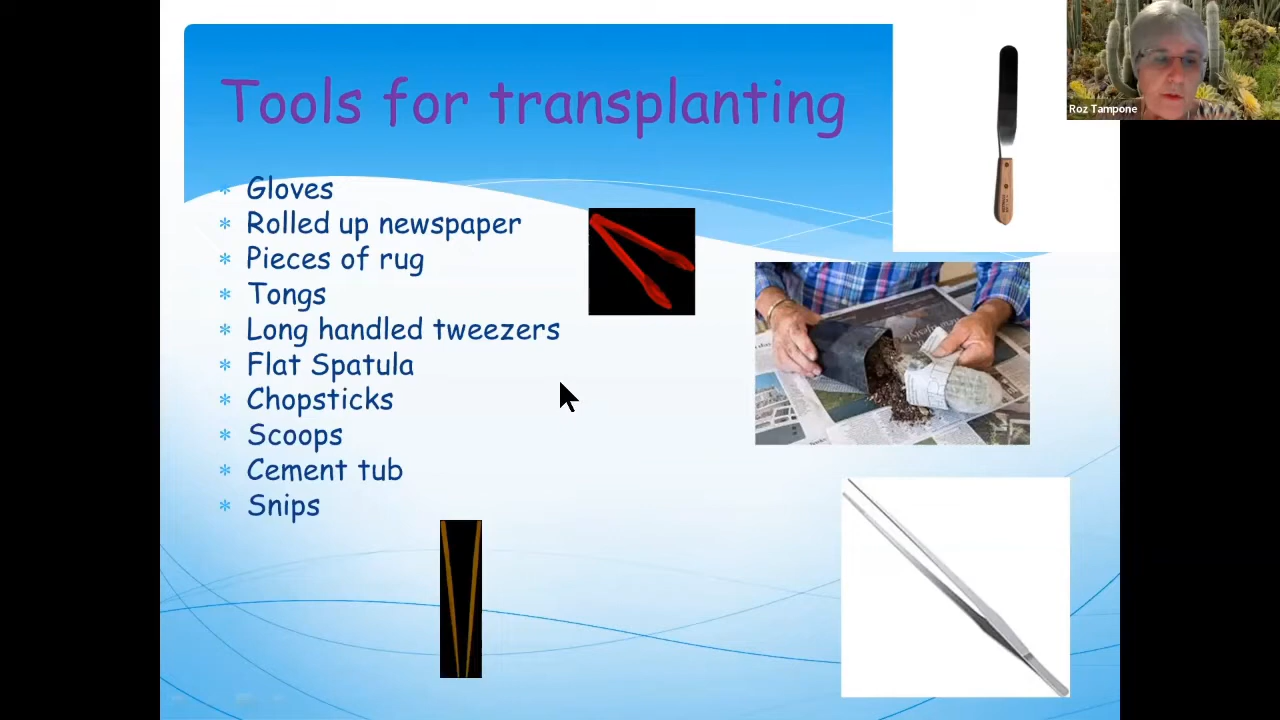 Tools for transplanting
Roz Tampone
* Gloves
* Rolled up newspaper
* Pieces of rug
* Tongs
* Long handled tweezers
* Flat Spatula
* Chopsticks
* Scoops
* Cement tub
* Snips